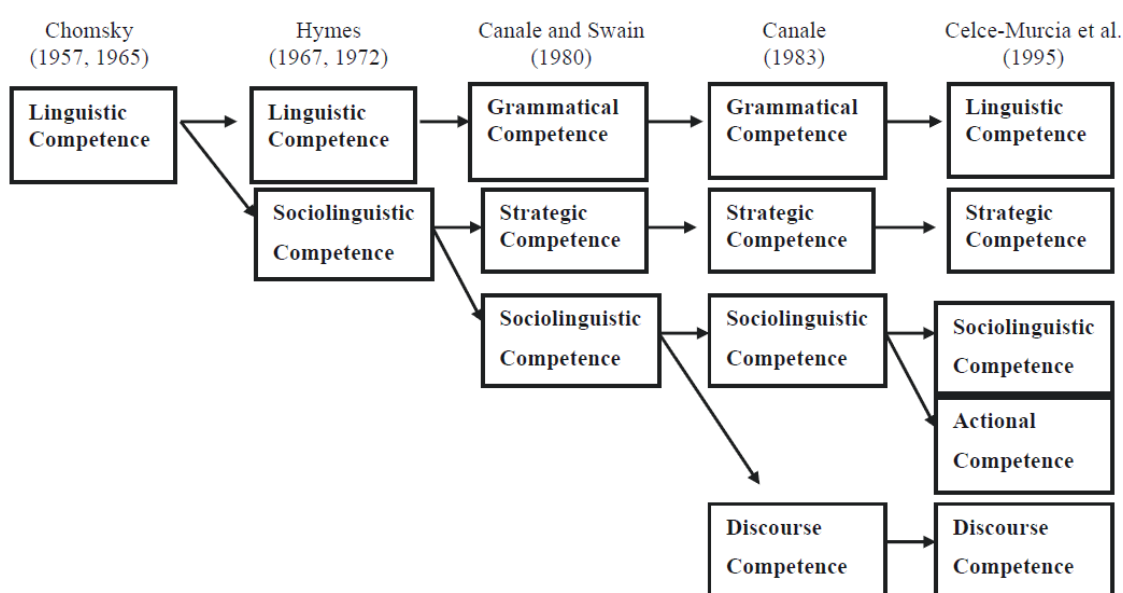 Chomsky
(1957, 1965)
Hymes
(1967, 1972)
Canale and Swain
(1980)
Canale
(1983)
Celce-Murcia et al.
(1995)
Linguistic
Competence
Linguistic
Competence
Grammatical
Competence
Grammatical
Competence
Linguistic
Competence
Sociolinguistic
Competence
Strategic
Competence
Strategic
Competence
Strategic
Competence
Sociolinguistic
Competence
Sociolinguistic
Competence
Sociolinguistic
Competence
Actional
Competence
Discourse
Competence
Discourse
Competence